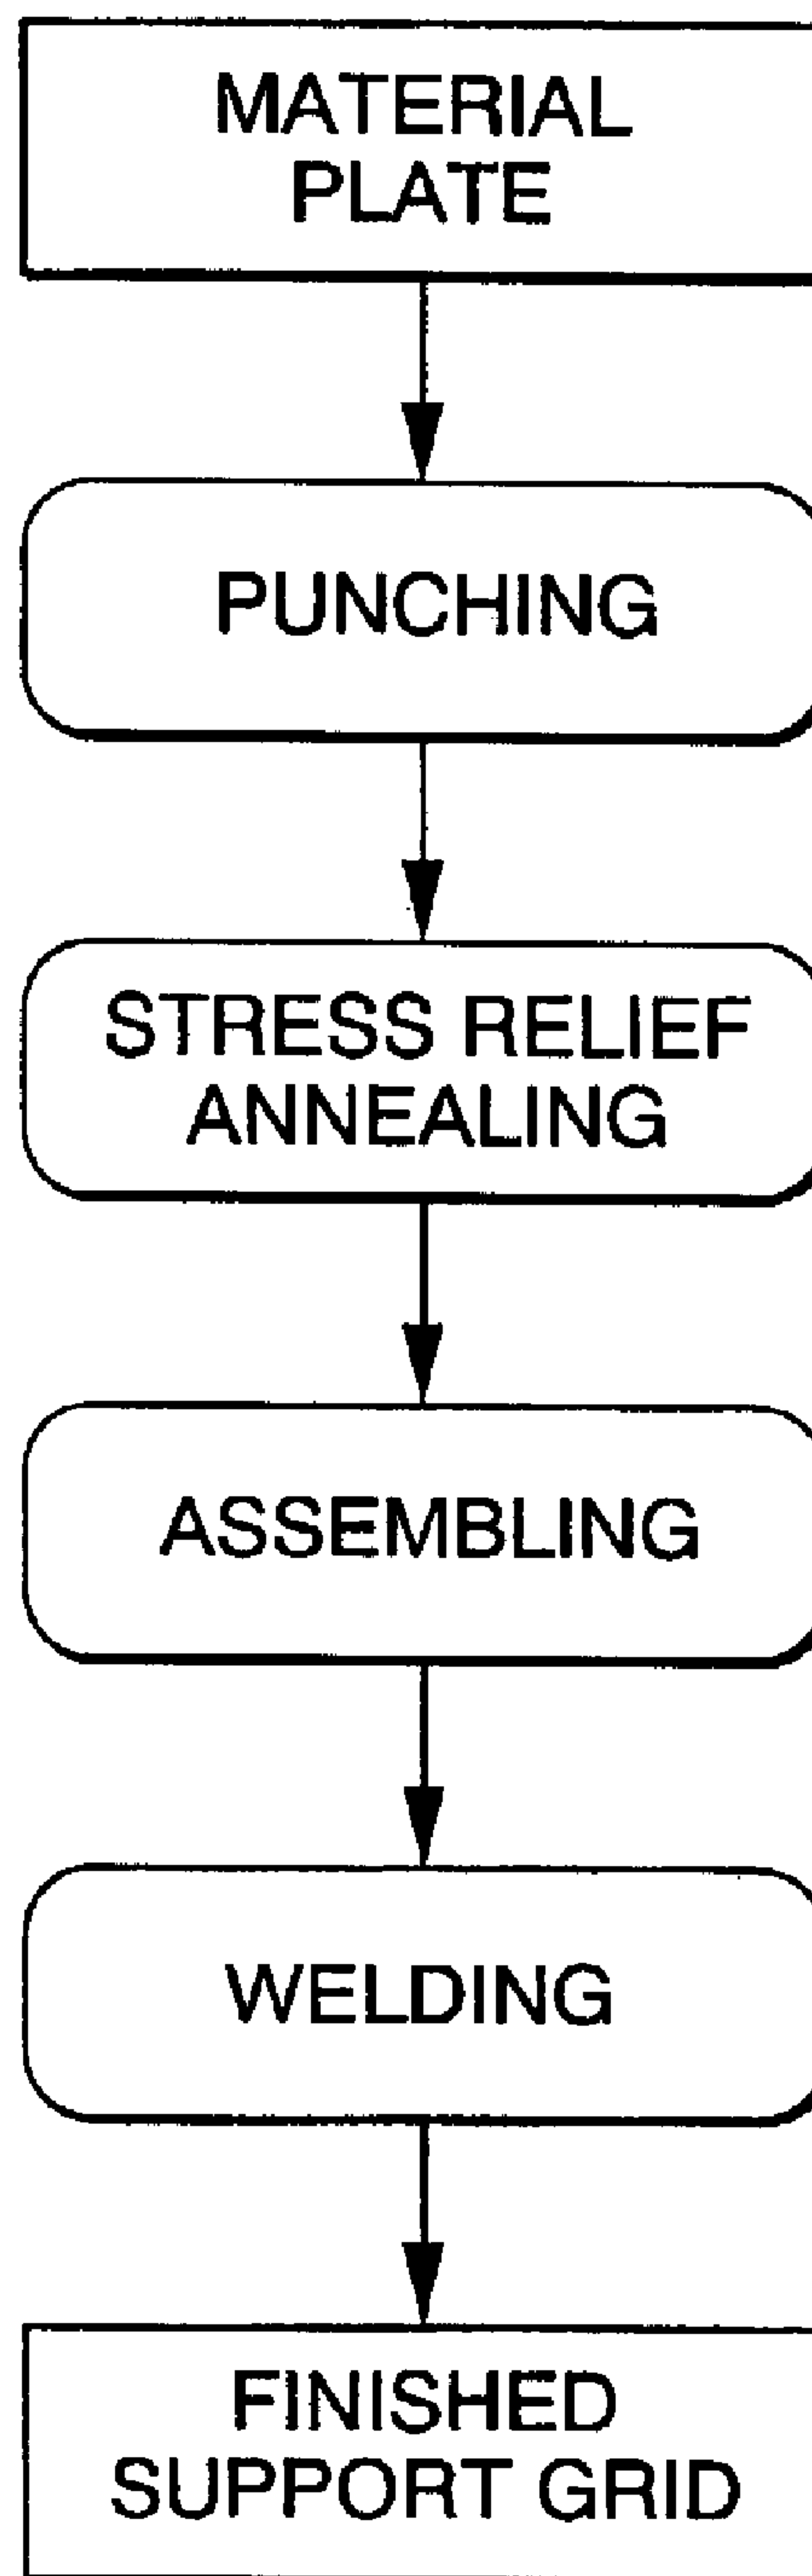 MATERIAL
PLATE
PUNCHING
STRESS RELIEF
ANNEALING
ASSEMBLING
WELDING
FINISHED
SUPPORT GRID